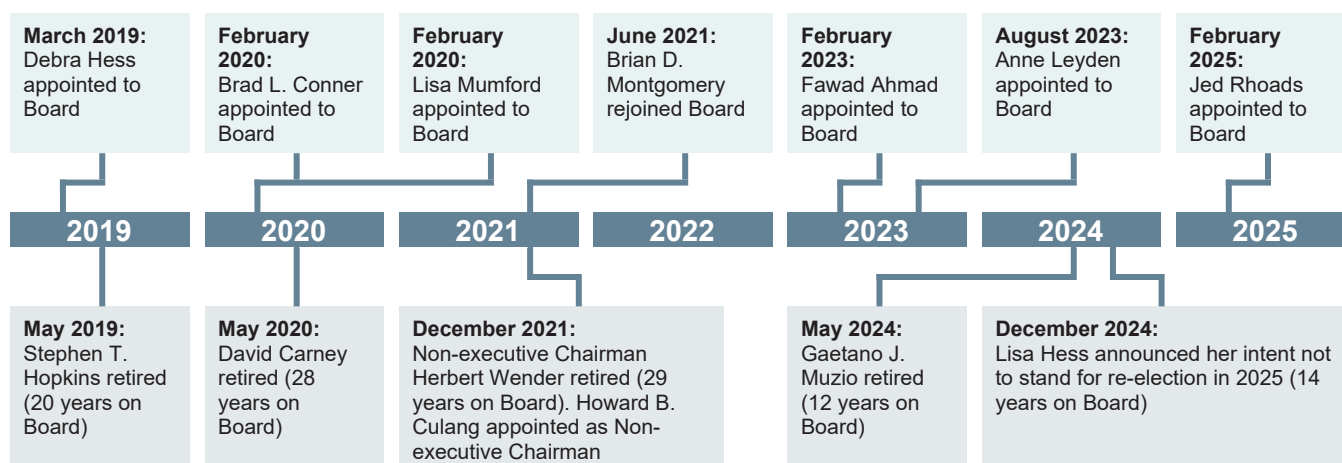 March 2019:
Debra Hess
appointed to
Board
February
2020:
Brad L. Conner
appointed to
Board
February
2020:
Lisa Mumford
appointed to
Board
June 2021:
Brian D.
Montgomery
rejoined Board
February
2023:
Fawad Ahmad
appointed to
Board
August 2023:
Anne Leyden
appointed to
Board
February
2025:
Jed Rhoads
appointed to
Board
2019
2020
2021
2022
2023
2024
2025
May 2019:
Stephen T.
Hopkins retired
(20 years on
Board)
May 2020:
David Carney
retired (28
years on
Board)
December 2021:
Non-executive Chairman
Herbert Wender retired (29
years on Board). Howard B.
Culang appointed as Non-
executive Chairman
May 2024:
Gaetano J.
Muzio retired
(12 years on
Board)
December 2024:
Lisa Hess announced her intent not
to stand for re-election in 2025 (14
years on Board)